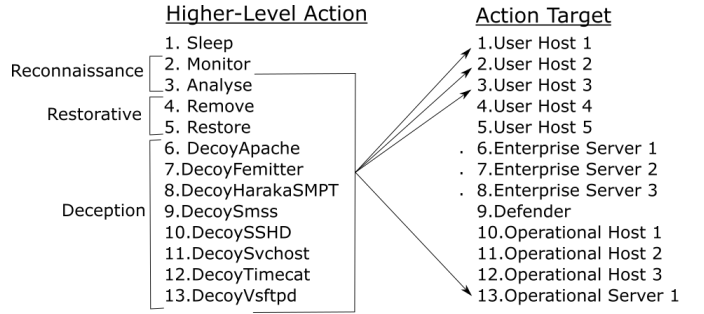 Higher-Level Action
Action Target
1. Sleep
2. Monitor
3. Analyse
4. Remove
5. Restore
6. DecoyApache
7.DecoyFemitter
8.DecoyHarakaSMPT
9.DecoySmss
10.DecoySSHD
11.DecoySvchost
12.DecoyTimecat
13.DecoyVsftpd
Reconnaissance
Restorative
Deception
1.User Host 1
2.User Host 2
3.User Host 3
4.User Host 4
5.User Host 5
6.Enterprise Server 1
7.Enterprise Server 2
8.Enterprise Server 3
9.Defender
10.Operational Host 1
11.Operational Host 2
12.Operational Host 3
13.Operational Server 1